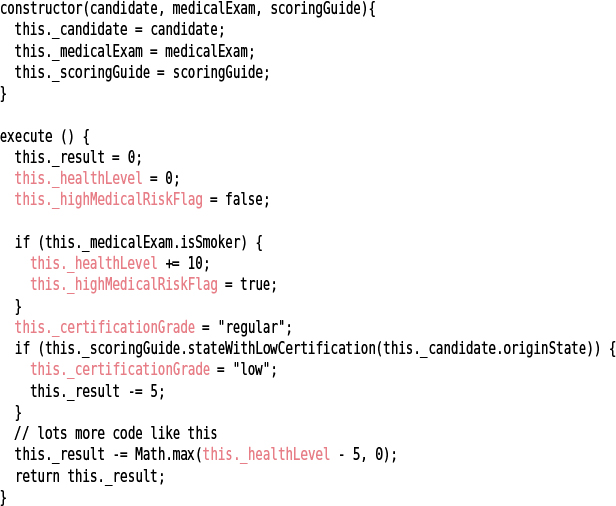 constructor(candidate, medicalExam, scoringGuide){
  this._candidate = candidate;
  this._medicalExam = medicalExam;
  this._scoringGuide = scoringGuide;
}

execute () {
  this._result = 0;
  this._healthLevel = 0;
  this._highMedicalRiskFlag = false;

  if (this._medicalExam.isSmoker) {
    this._healthLevel += 10;
    this._highMedicalRiskFlag = true;
  }
  this._certificationGrade = "regular";
  if (this._scoringGuide.stateWithLowCertification(this._candidate.originState)) {
    this._certificationGrade = "low";
    this._result -= 5;
  }
  // lots more code like this
  this._result -= Math.max(this._healthLevel - 5, 0);
  return this._result;
}